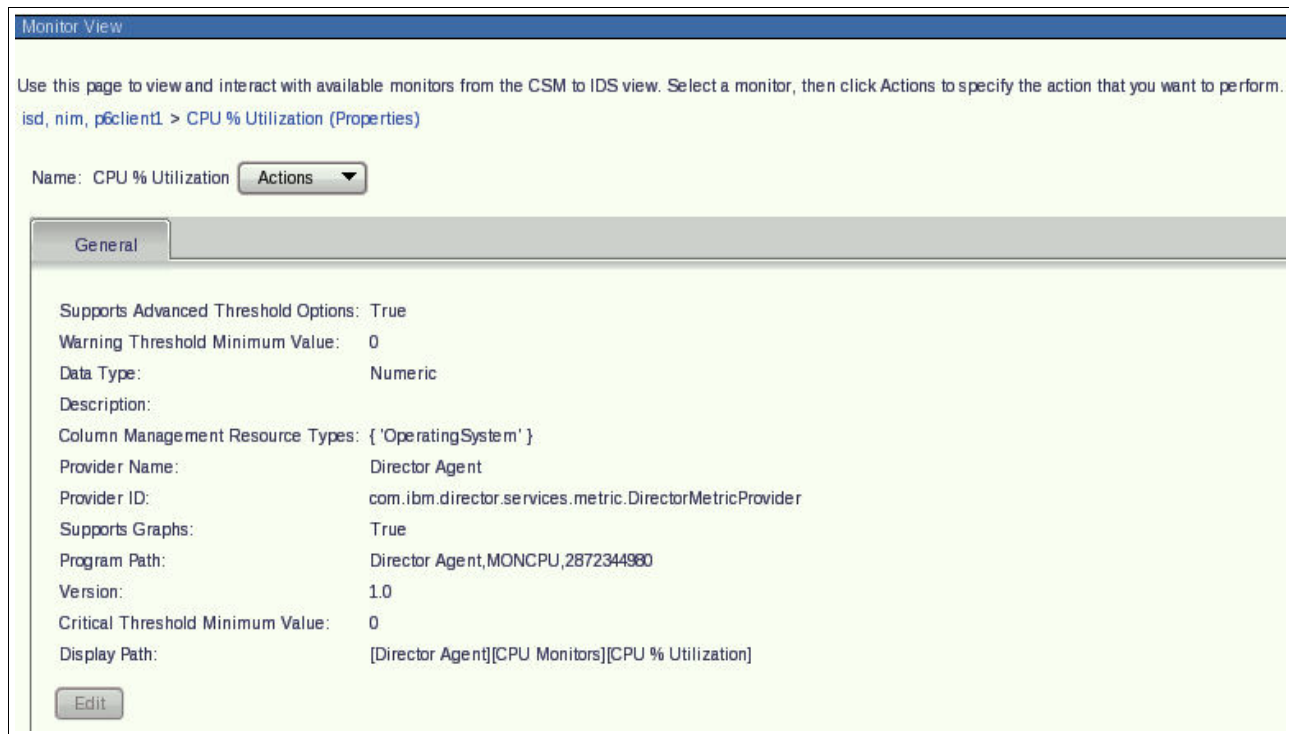 Monitor View
Use this page to view and interact with available monitors from the CSM to IDS view. Select a monitor, then click Actions to specify the action that you want to perform.
isd, nim, p6client1 > CPU % Utilization (Properties)
Name: CPU % Utilization Actions
General
Supports Advanced Threshold Options: True
Warning Threshold Minimum Value: 0
Data Type: Numeric
Description:
Column Management Resource Types: { 'OperatingSystem' }
Provider Name: Director Agent
Provider ID: com.ibm.director.services.metric.DirectorMetricProvider
Supports Graphs: True
Program Path: Director Agent,MONCPU,2872344980
Version: 1.0
Critical Threshold Minimum Value: 0
Display Path: [Director Agent][CPU Monitors][CPU % Utilization]
Edit